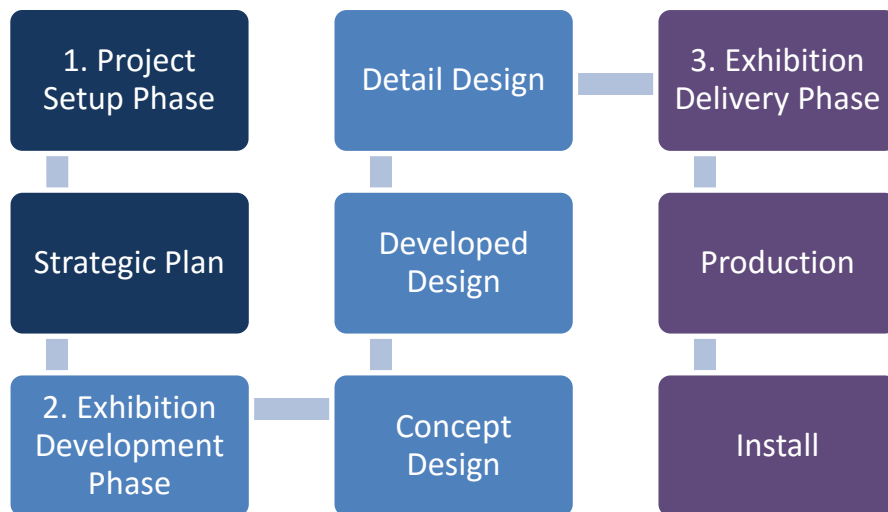 1. Project
Setup Phase
Strategic Plan
2. Exhibition
Development
Phase
Concept
Design
Developed
Design
Detail Design
3. Exhibition
Delivery Phase
Production
Install